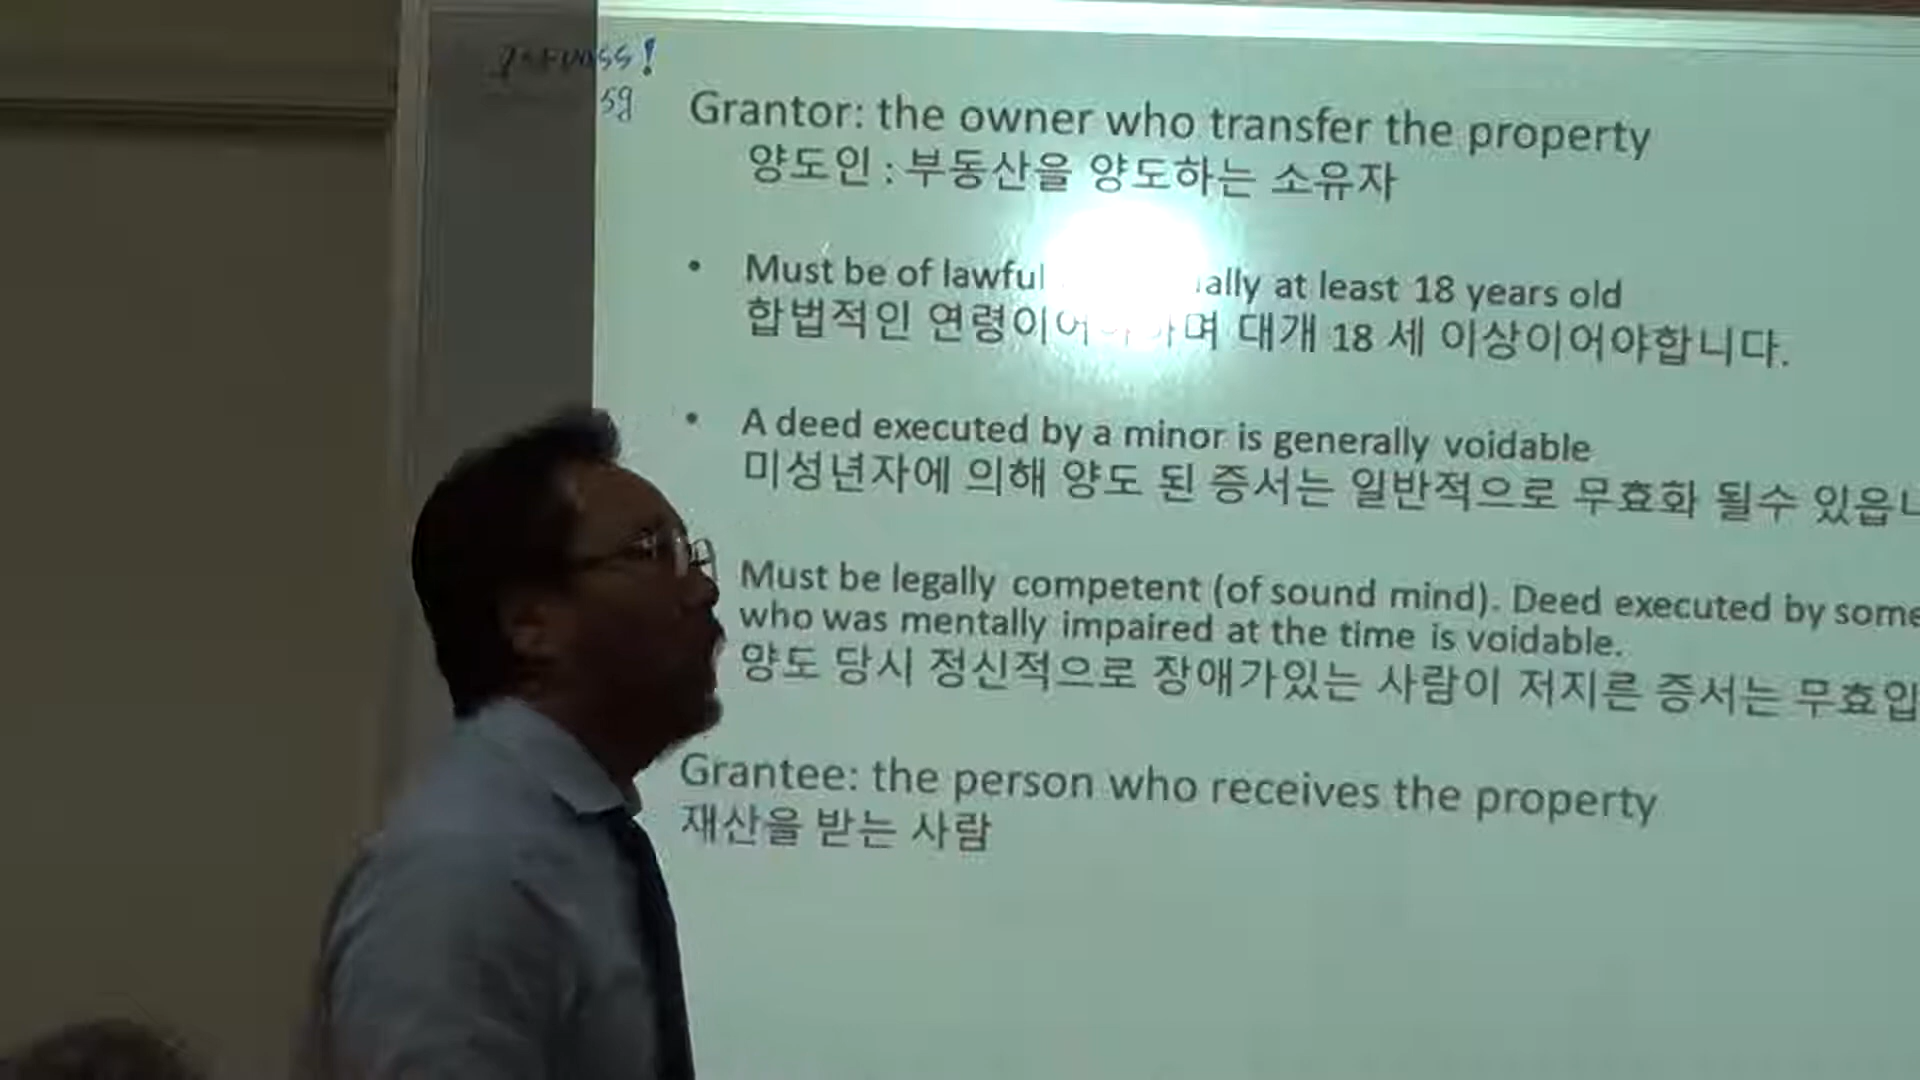 59
Grantor: the owner who transfer the property
양도인 : 부동산을 양도하는 소유자
• Must be of lawful ally at least 18 years old
합법적인 연령이어 며 대개 18 세 이상이어야합니다.
• A deed executed by a minor is generally voidable
미성년자에 의해 양도 된 증서는 일반적으로 무효화 될수 있읍니
Must be legally competent (of sound mind). Deed executed by some
who was mentally impaired at the time is voidable.
양도 당시 정신적으로 장애가있는 사람이 저지른 증서는 무효입
Grantee: the person who receives the property
재산을 받는 사람